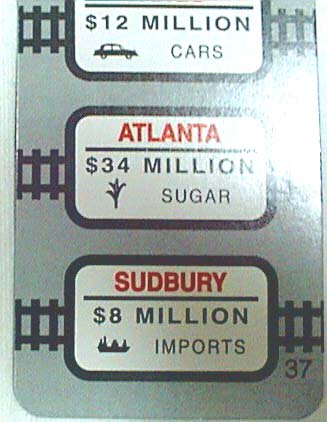 $12 MILLION
CARS
ATLANTA
$34 MILLION
SUGAR
SUDBURY
$8 MILLION
IMPORTS
37